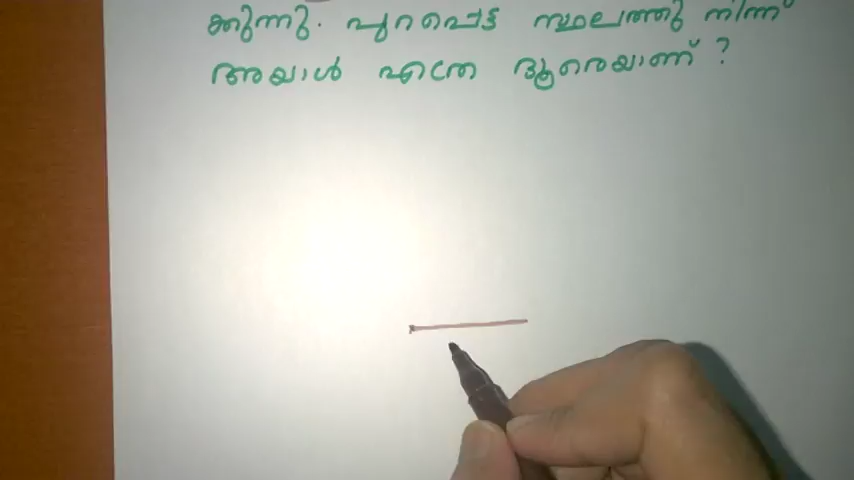 ക്കുന്നു. പുറപ്പെട്ട സ്ഥലത്തു നിന്ന്
അയാൾ എത്ര ദൂരെയാണ് ?